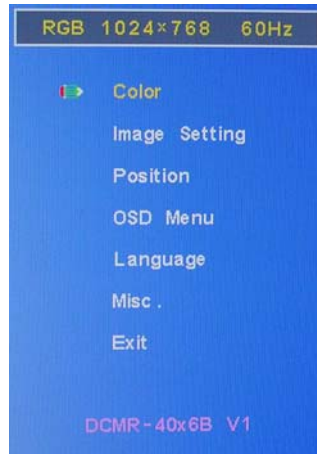 RGB 1024×768 60Hz
Color
Image Setting
Position
OSD Menu
Language
Misc.
Exit
DCMR-40x6B V1